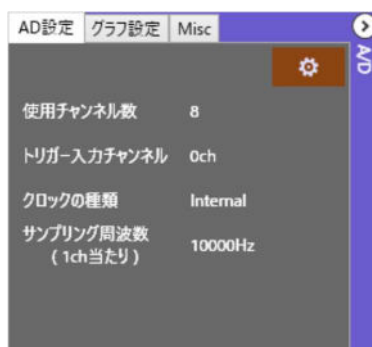 AD設定 グラフ設定 Misc
A/D
使用チャンネル数 8
トリガー入力チャンネル 0ch
クロックの種類 Internal
サンプリング周波数
(1ch当たり) 10000Hz